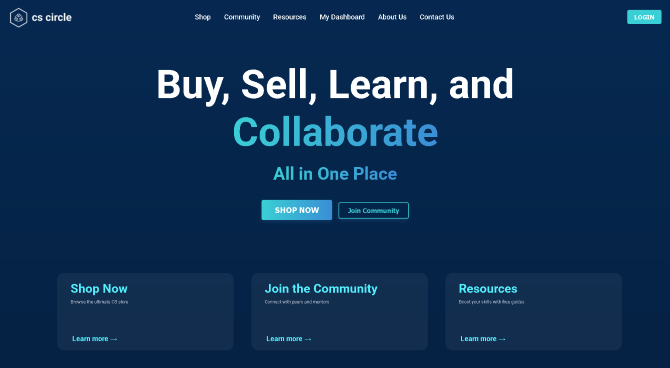 cs circle
Shop Community Resources My Dashboard About Us Contact Us
LOGIN
Buy, Sell, Learn, and
Collaborate
All in One Place
SHOP NOW
Join Community
Shop Now
Browse the ultimate CS store
Learn more →
Join the Community
Connect with peers and mentors
Learn more →
Resources
Boost your skills with free guides
Learn more →